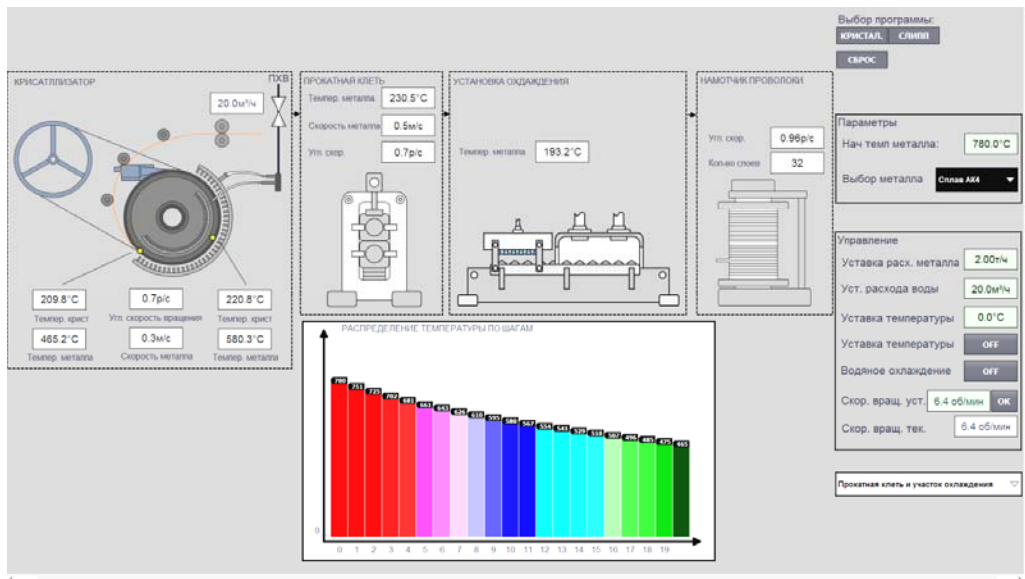 Выбор программы:
КРИСТАЛ. СЛИПП
СБРОС
КРИСАТЛЛИЗАТОР
ПХВ
20.0м³/ч
209.8°C
0.7р/с
220.8°C
Темпер. крист
Угл. скорость вращения
Темпер. крист
465.2°C
0.3м/с
580.3°C
Темпер. металла
Скорость металла
Темпер. металла
ПРОКАТНАЯ КЛЕТЬ
Темпер. металла 230.5°C
Скорость металла 0.5м/с
Угл. скор. 0.7р/с
УСТАНОВКА ОХДАЖДЕНИЯ
Темпер. металла 193.2°C
НАМОТЧИК ПРОВОЛОКИ
Угл. скор. 0.96р/с
Кол-во слоев 32
Параметры
Нач темп металла: 780.0°C
Выбор металла Сплав АК4
Управление
Уставка расх. металла 2.00т/ч
Уст. расхода воды 20.0м³/ч
Уставка температуры 0.0°C
Уставка температуры OFF
Водяное охлаждение OFF
Скор. вращ. уст. 6.4 об/мин OK
Скор. вращ. тек. 6.4 об/мин
Прокатная клеть и участок охлаждения
РАСПРЕДЕЛЕНИЕ ТЕМПЕРАТУРЫ ПО ШАГАМ
780 751 725 702 681 661 643 626 610 595 580 567 554 541 529 518 507 496 485 475 465
0
0 1 2 3 4 5 6 7 8 9 10 11 12 13 14 15 16 17 18 19